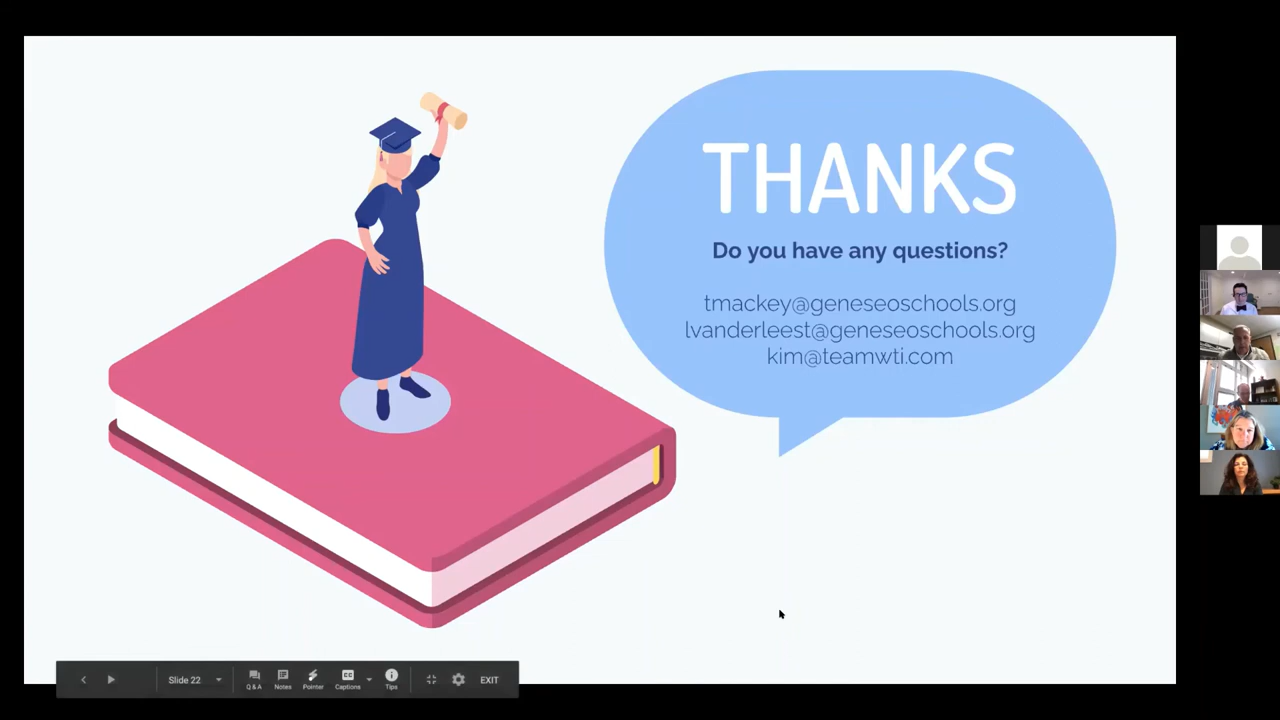 THANKS
Do you have any questions?
tmackey@geneseoschools.org
lvanderleest@geneseoschools.org
kim@teamwti.com
Slide 22
Q & A
Notes
Pointer
CC
Captions
Tips
EXIT